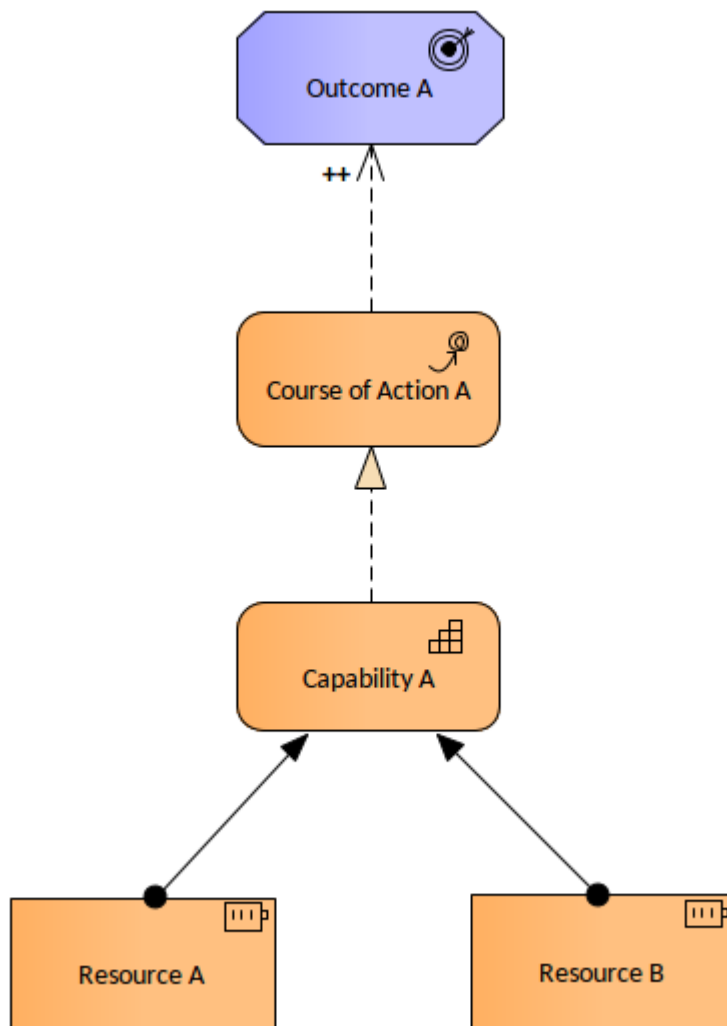 Outcome A
++
Course of Action A
Capability A
Resource A
Resource B